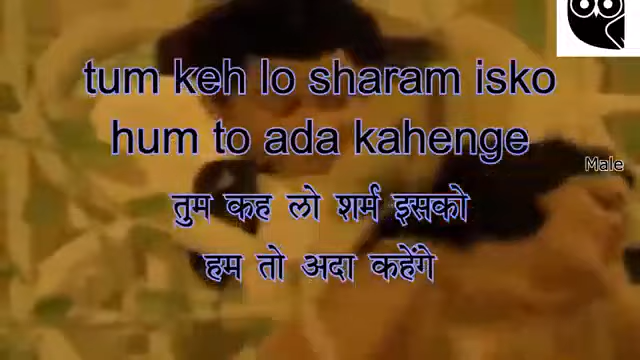 tum keh lo sharam isko
hum to ada kahenge
Male
तुम कह लो शर्म इसको
हम तो अदा कहेंगे